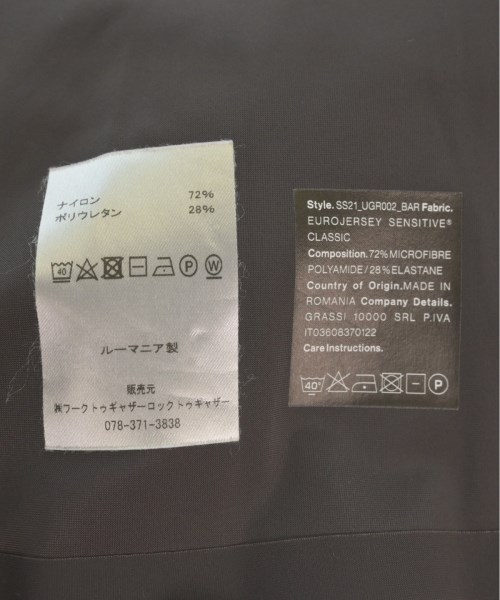 ナイロン 72%
ポリウレタン 28%
40 P W
ルーマニア製
販売元
㈱フークトゥギャザーロックトゥギャザー
078-371-3838
Style. SS21_UGR002_BAR Fabric.
EUROJERSEY SENSITIVE®
CLASSIC
Composition. 72% MICROFIBRE
POLYAMIDE / 28% ELASTANE
Country of Origin. MADE IN
ROMANIA Company Details.
GRASSI 10000 SRL P.IVA
IT03608370122
Care Instructions.
40° P